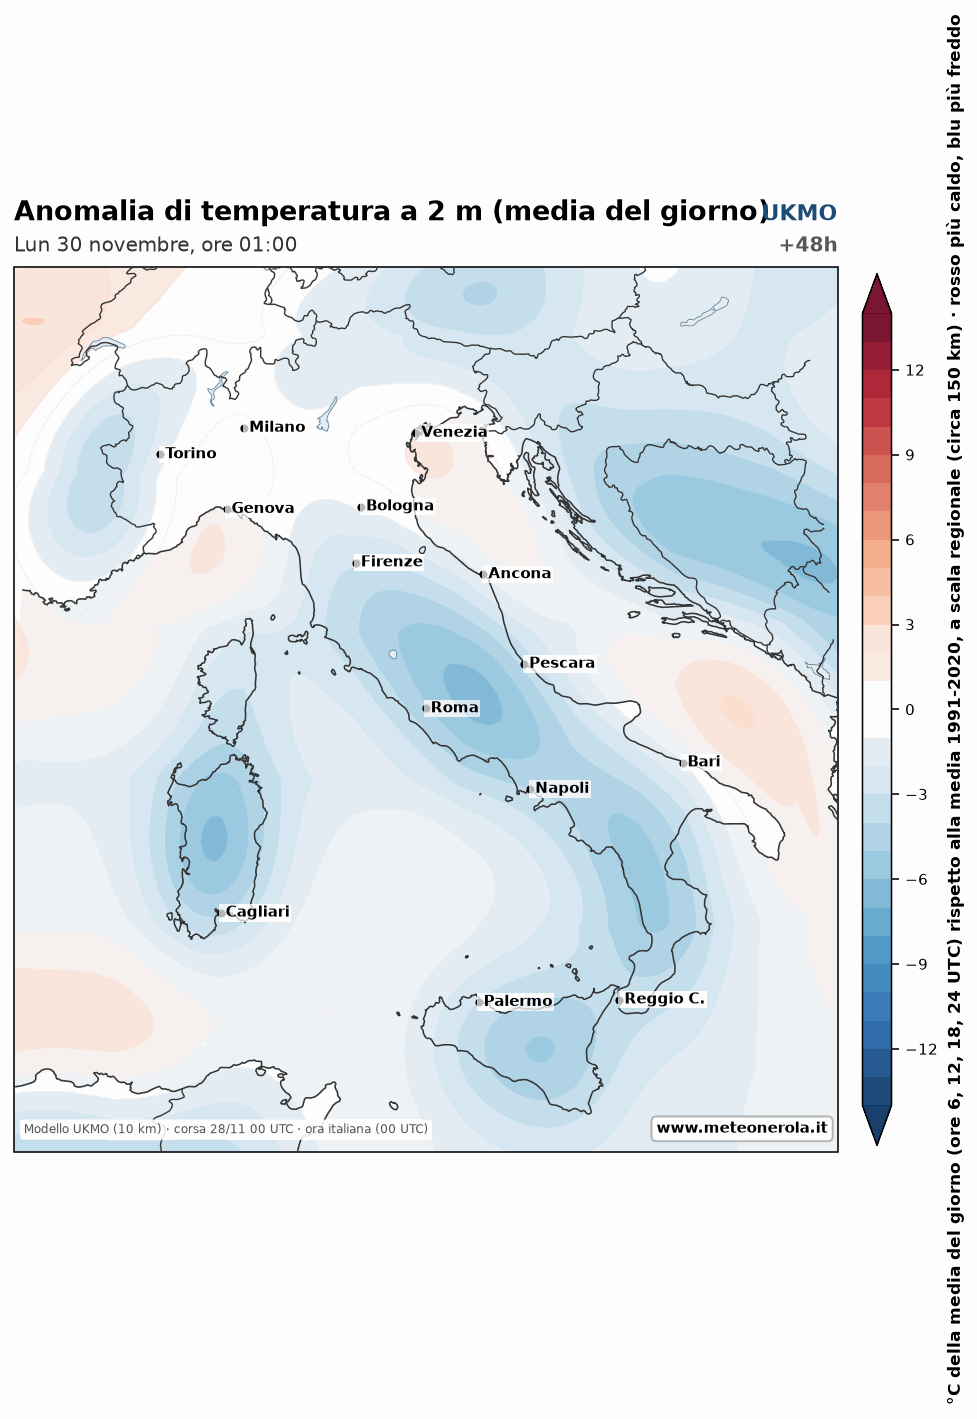 Anomalia di temperatura a 2 m (media del giorno)
UKMO
Lun 30 novembre, ore 01:00
+48h
Milano
Venezia
Torino
Genova
Bologna
Firenze
Ancona
Pescara
Roma
Bari
Napoli
Cagliari
Palermo
Reggio C.
Modello UKMO (10 km) · corsa 28/11 00 UTC · ora italiana (00 UTC)
www.meteonerola.it
12
9
6
3
0
−3
−6
−9
−12
°C della media del giorno (ore 6, 12, 18, 24 UTC) rispetto alla media 1991-2020, a scala regionale (circa 150 km) · rosso più caldo, blu più freddo